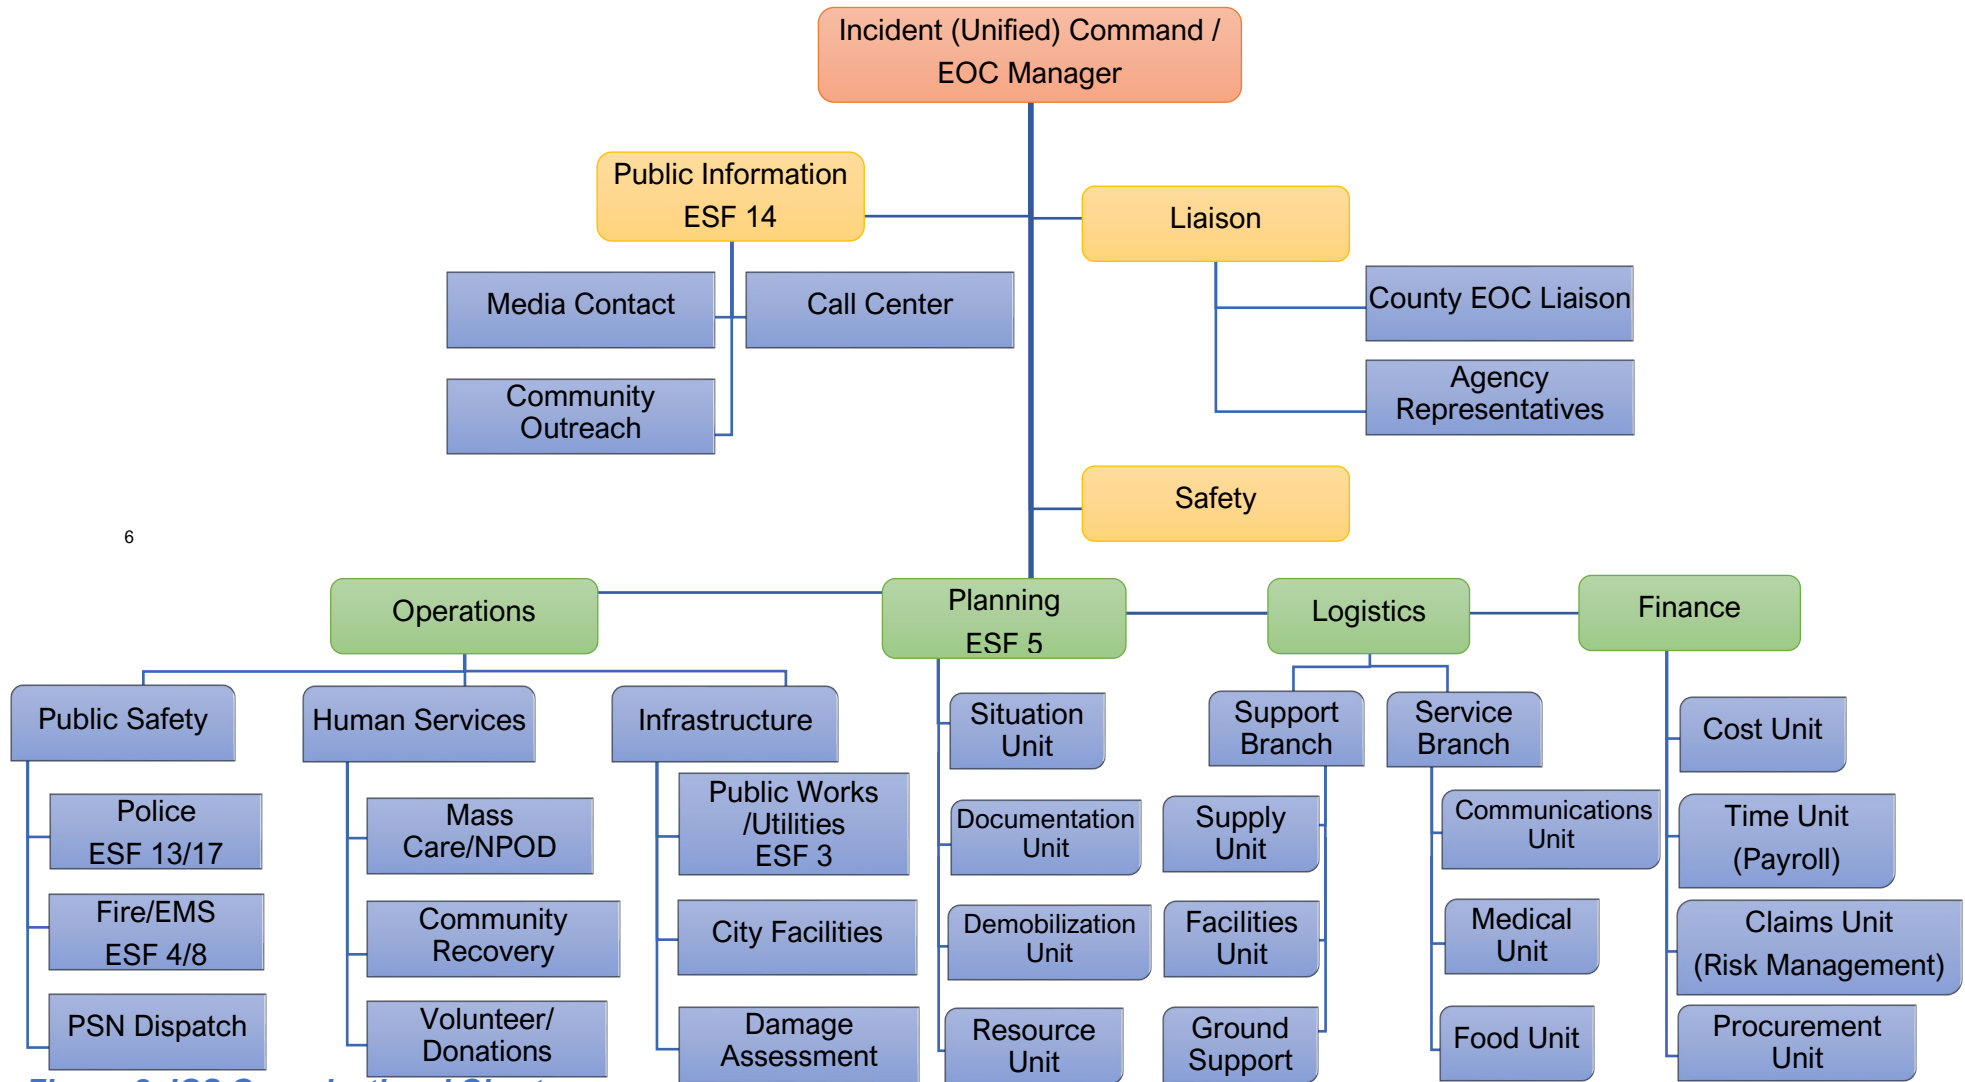 Incident (Unified) Command /
EOC Manager
Public Information
ESF 14
Liaison
Media Contact
Call Center
County EOC Liaison
Community
Outreach
Agency
Representatives
Safety
6
Operations
Planning
ESF 5
Logistics
Finance
Public Safety
Human Services
Infrastructure
Situation
Unit
Support
Branch
Service
Branch
Cost Unit
Police
ESF 13/17
Mass
Care/NPOD
Public Works
/Utilities
ESF 3
Documentation
Unit
Supply
Unit
Communications
Unit
Time Unit
(Payroll)
Fire/EMS
ESF 4/8
Community
Recovery
City Facilities
Demobilization
Unit
Facilities
Unit
Medical
Unit
Claims Unit
(Risk Management)
PSN Dispatch
Volunteer/
Donations
Damage
Assessment
Resource
Unit
Ground
Support
Food Unit
Procurement
Unit
ICS Organizational Chart